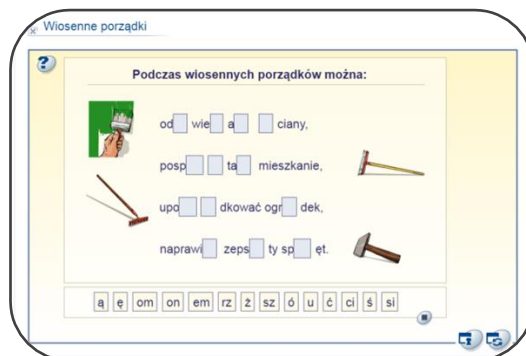 Wiosenne porządki
Podczas wiosennych porządków można:
od wie a ciany,
posp ta mieszkanie,
upo dkować ogr dek,
naprawi zeps ty sp ęt.
ą ę om on em rz ż sz ó u ć ci ś si